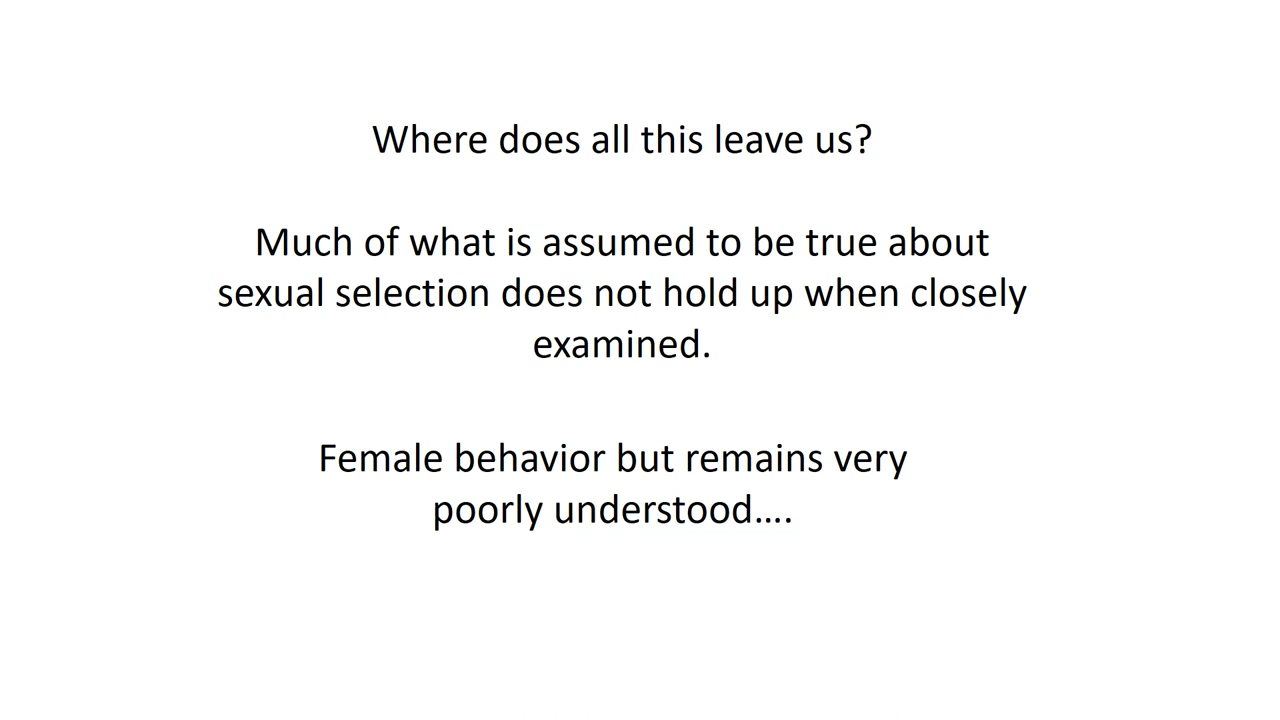 Where does all this leave us?
Much of what is assumed to be true about
sexual selection does not hold up when closely
examined.
Female behavior but remains very
poorly understood....